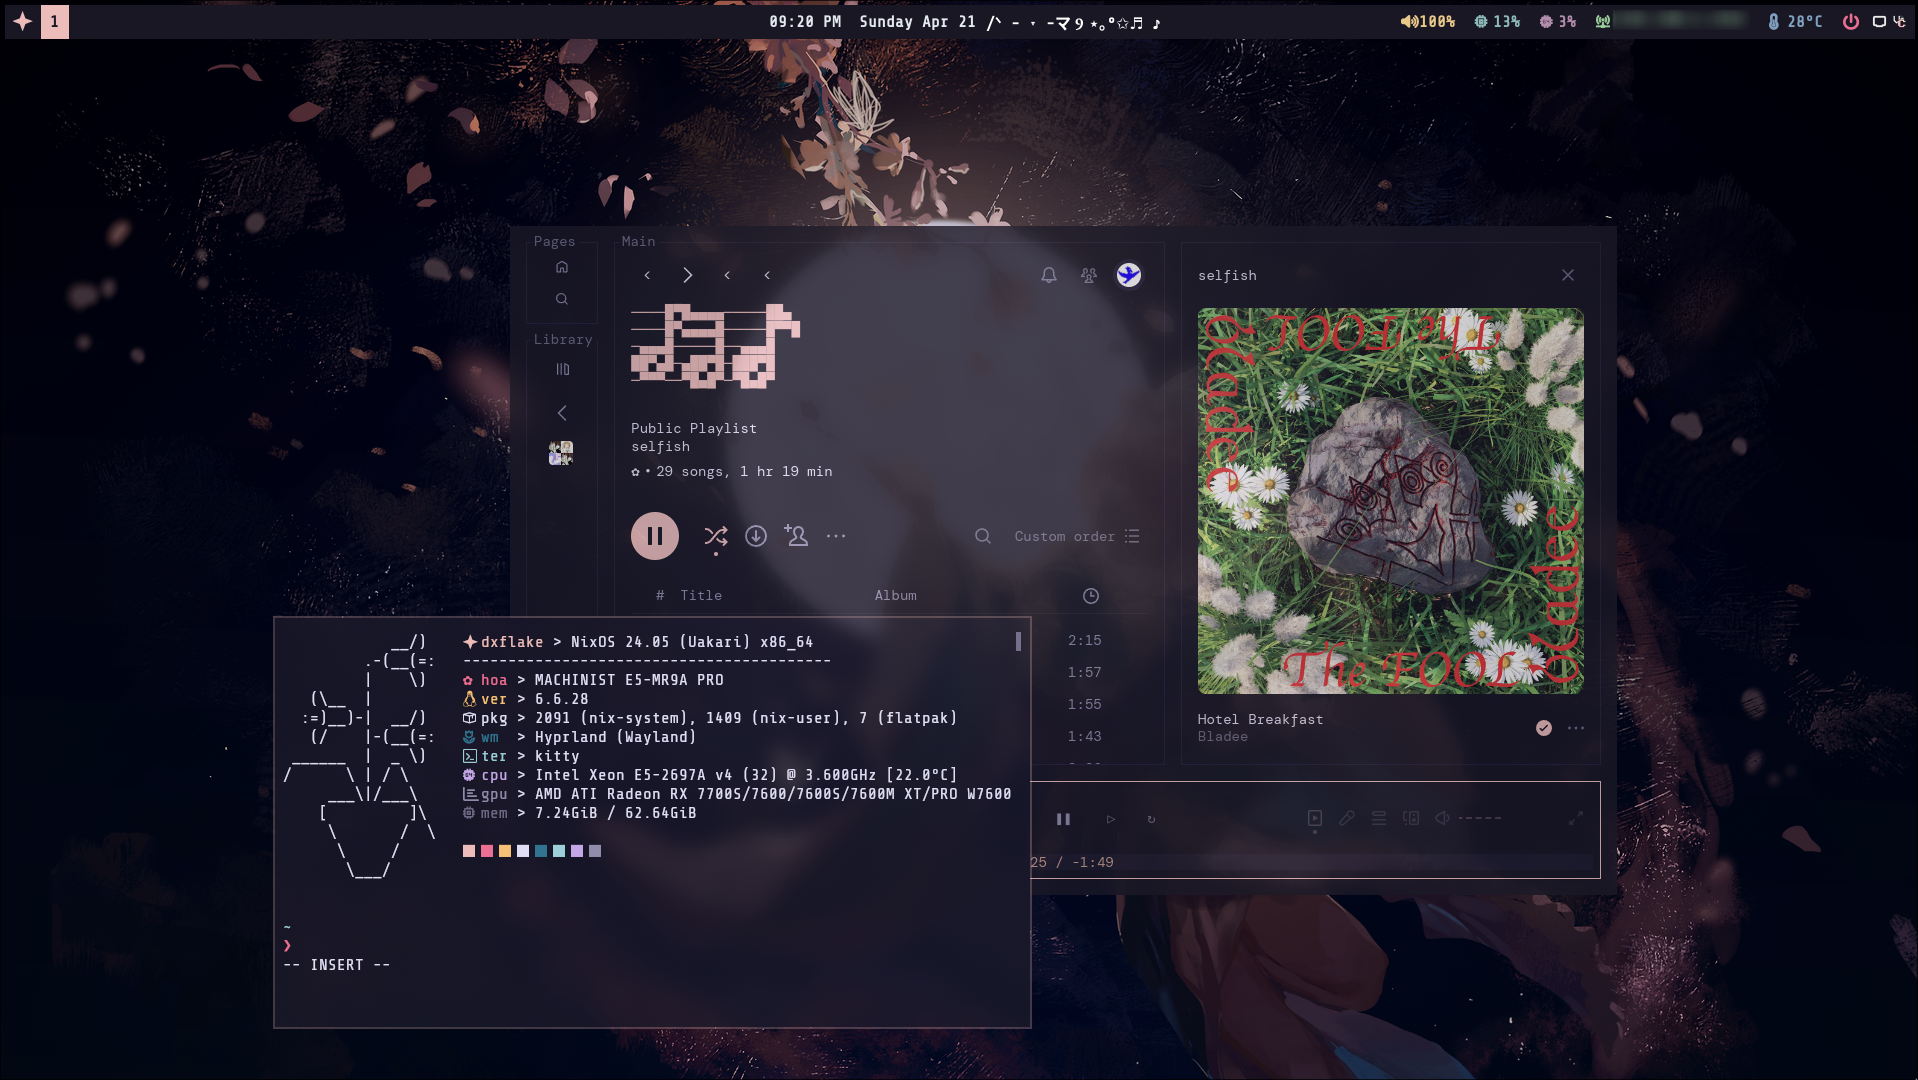 1
09:20 PM Sunday Apr 21 /ヽ - ▾ -マ 9 ⋆｡°✩♬ ♪
100% 13% 3%
28°C
Pages
Main
selfish
Library
Public Playlist
selfish
✿ • 29 songs, 1 hr 19 min
Custom order
# Title Album
2:15
1:57
1:55
1:43
The FOOL
Bladee
The FOOL
Bladee
Hotel Breakfast
Bladee
25 / -1:49
dxflake > NixOS 24.05 (Uakari) x86_64
-----------------------------------------
hoa > MACHINIST E5-MR9A PRO
ver > 6.6.28
pkg > 2091 (nix-system), 1409 (nix-user), 7 (flatpak)
wm > Hyprland (Wayland)
ter > kitty
cpu > Intel Xeon E5-2697A v4 (32) @ 3.600GHz [22.0°C]
gpu > AMD ATI Radeon RX 7700S/7600/7600S/7600M XT/PRO W7600
mem > 7.24GiB / 62.64GiB
~
❯
-- INSERT --